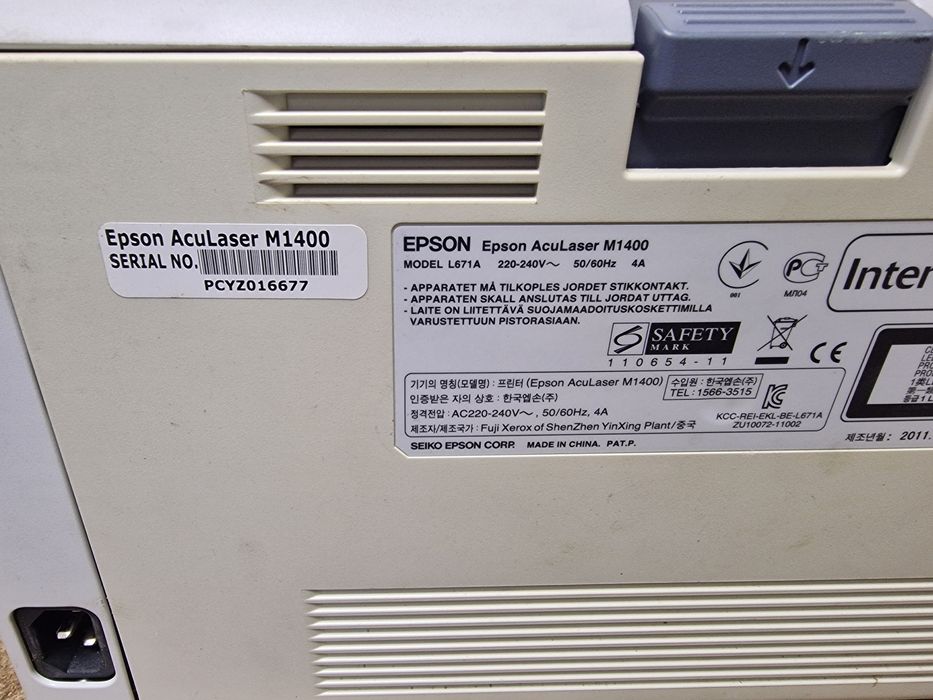 Epson AcuLaser M1400
SERIAL NO.
PCYZ016677
EPSON Epson AcuLaser M1400
MODEL L671A 220-240V～ 50/60Hz 4A
- APPARATET MÅ TILKOPLES JORDET STIKKONTAKT.
- APPARATEN SKALL ANSLUTAS TILL JORDAT UTTAG.
- LAITE ON LIITETTÄVÄ SUOJAMAADOITUSKOSKETTIMILLA
VARUSTETTUUN PISTORASIAAN.
001
РСТ
МЛ04
Inter
S SAFETY
MARK
110654-11
CE
기기의 명칭(모델명) : 프린터 (Epson AcuLaser M1400)
인증받은 자의 상호 : 한국엡손(주)
정격전압 : AC220-240V～, 50/60Hz, 4A
제조자/제조국가 : Fuji Xerox of ShenZhen YinXing Plant/중국
수입원 : 한국엡손(주)
TEL : 1566-3515
KCC-REI-EKL-BE-L671A
ZU10072-11002
SEIKO EPSON CORP. MADE IN CHINA. PAT.P.
제조년월 : 2011.